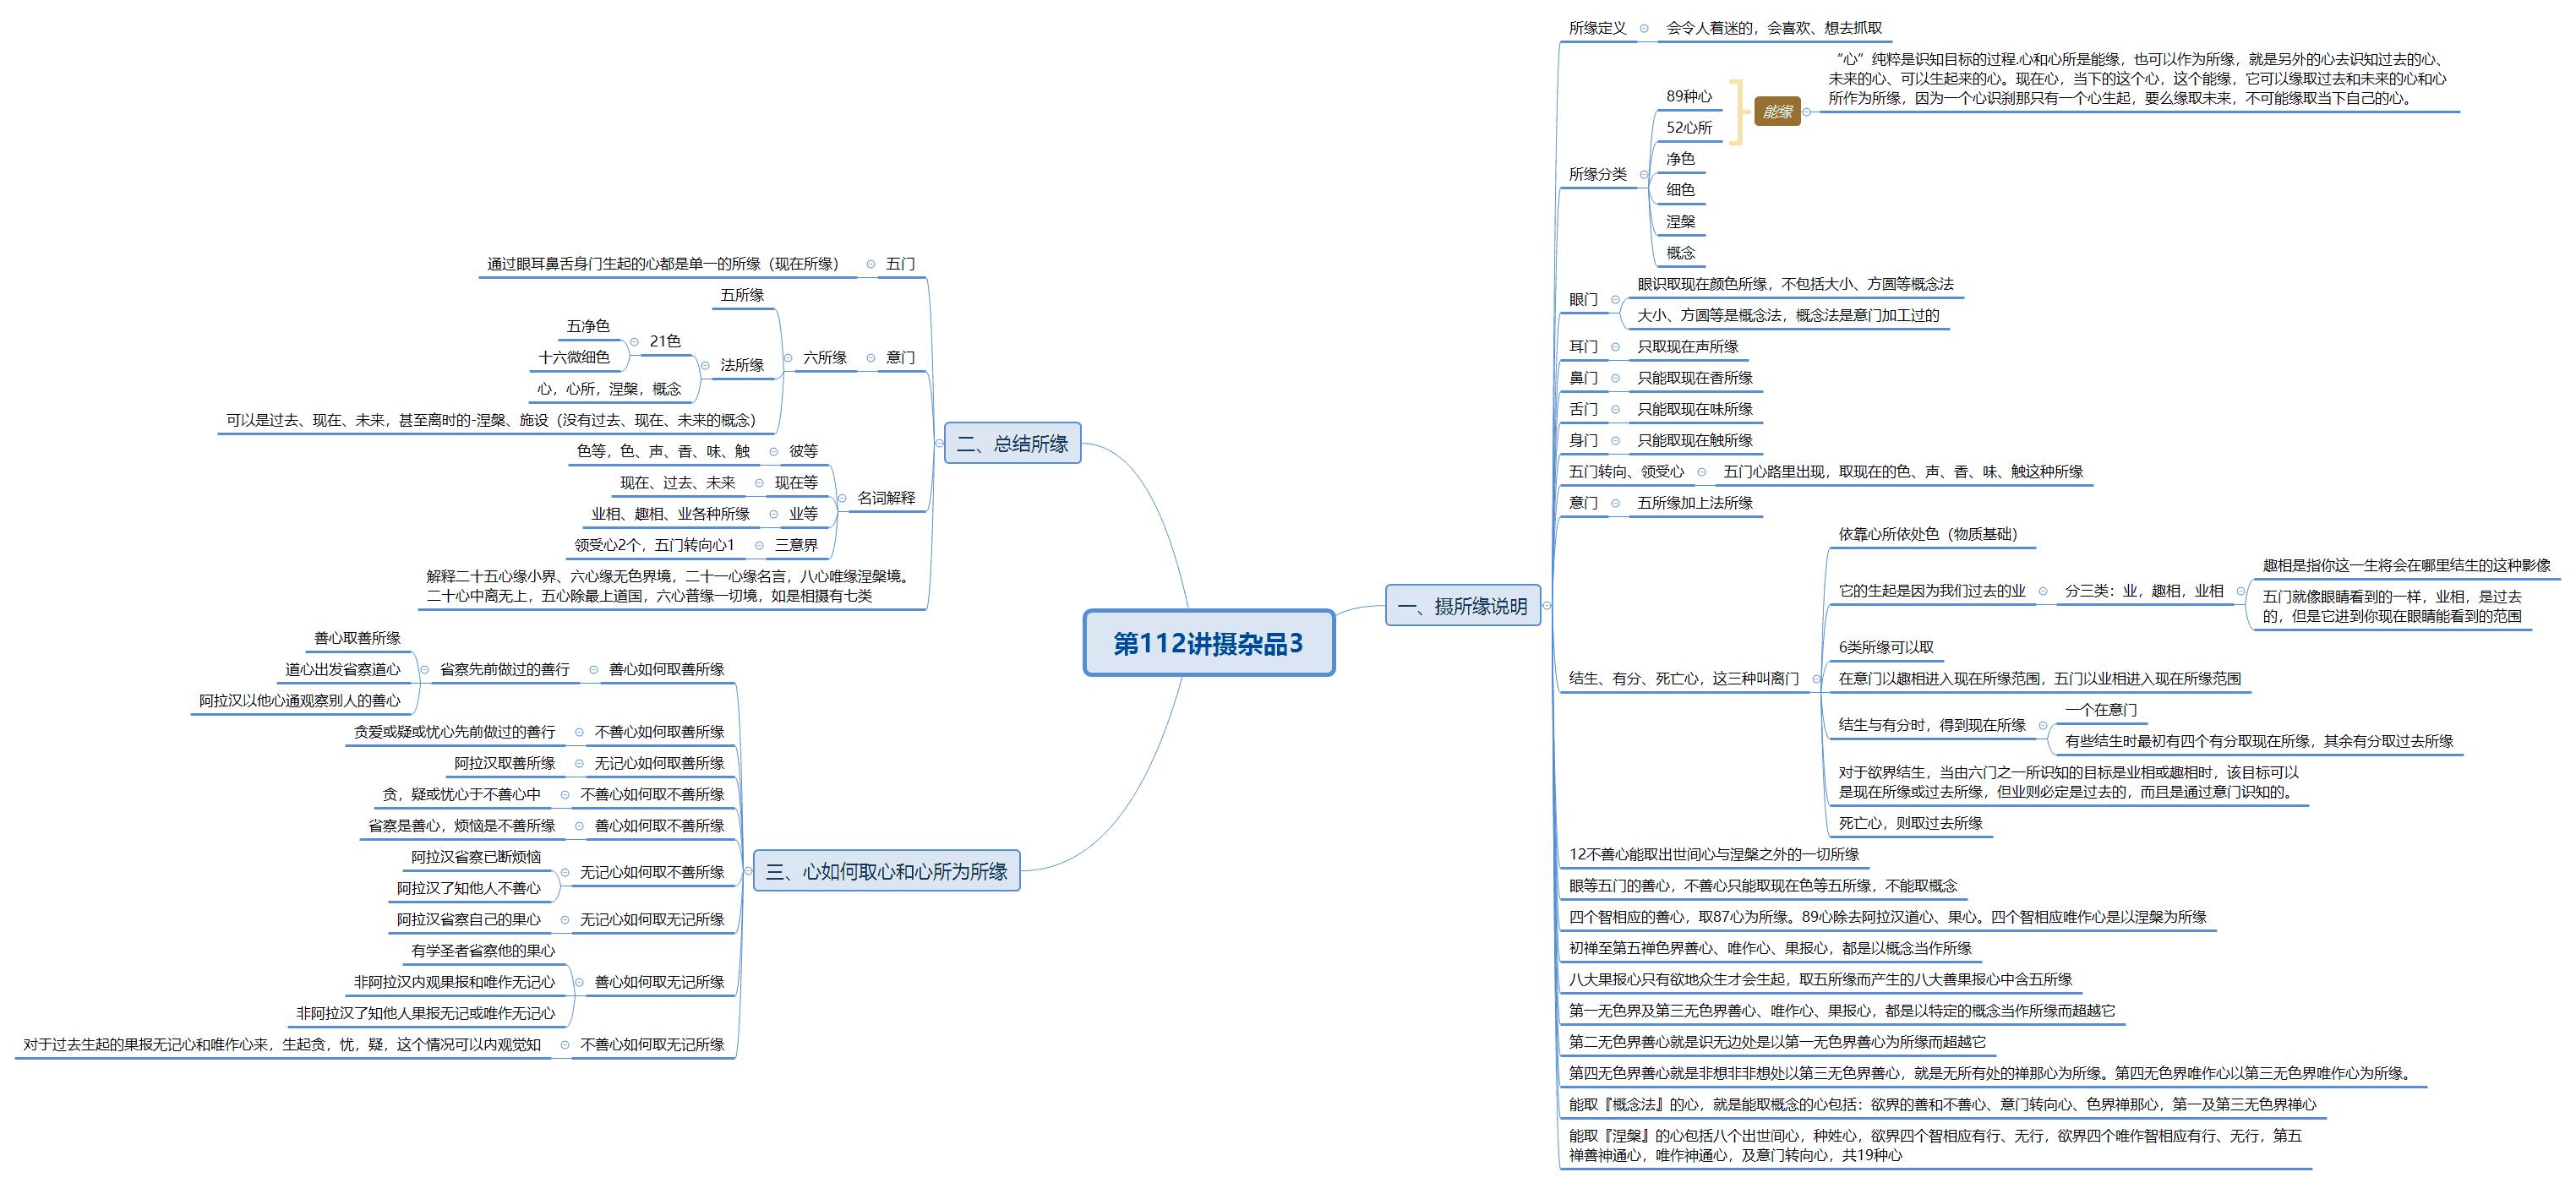 第112讲摄杂品3
一、摄所缘说明
所缘定义
会令人着迷的，会喜欢、想去抓取
所缘分类
89种心
52心所
能缘
“心”纯粹是识知目标的过程.心和心所是能缘，也可以作为所缘，就是另外的心去识知过去的心、
未来的心、可以生起来的心。现在心，当下的这个心，这个能缘，它可以缘取过去和未来的心和心
所作为所缘，因为一个心识刹那只有一个心生起，要么缘取未来，不可能缘取当下自己的心。
净色
细色
涅槃
概念
眼门
眼识取现在颜色所缘，不包括大小、方圆等概念法
大小、方圆等是概念法，概念法是意门加工过的
耳门
只取现在声所缘
鼻门
只能取现在香所缘
舌门
只能取现在味所缘
身门
只能取现在触所缘
五门转向、领受心
五门心路里出现，取现在的色、声、香、味、触这种所缘
意门
五所缘加上法所缘
结生、有分、死亡心，这三种叫离门
依靠心所依处色（物质基础）
它的生起是因为我们过去的业
分三类：业，趣相，业相
趣相是指你这一生将会在哪里结生的这种影像
五门就像眼睛看到的一样，业相，是过去
的，但是它进到你现在眼睛能看到的范围
6类所缘可以取
在意门以趣相进入现在所缘范围，五门以业相进入现在所缘范围
结生与有分时，得到现在所缘
一个在意门
有些结生时最初有四个有分取现在所缘，其余有分取过去所缘
对于欲界结生，当由六门之一所识知的目标是业相或趣相时，该目标可以
是现在所缘或过去所缘，但业则必定是过去的，而且是通过意门识知的。
死亡心，则取过去所缘
12不善心能取出世间心与涅槃之外的一切所缘
眼等五门的善心，不善心只能取现在色等五所缘，不能取概念
四个智相应的善心，取87心为所缘。89心除去阿拉汉道心、果心。四个智相应唯作心是以涅槃为所缘
初禅至第五禅色界善心、唯作心、果报心，都是以概念当作所缘
八大果报心只有欲地众生才会生起，取五所缘而产生的八大善果报心中含五所缘
第一无色界及第三无色界善心、唯作心、果报心，都是以特定的概念当作所缘而超越它
第二无色界善心就是识无边处是以第一无色界善心为所缘而超越它
第四无色界善心就是非想非非想处以第三无色界善心，就是无所有处的禅那心为所缘。第四无色界唯作心以第三无色界唯作心为所缘。
能取『概念法』的心，就是能取概念的心包括：欲界的善和不善心、意门转向心、色界禅那心，第一及第三无色界禅心
能取『涅槃』的心包括八个出世间心，种姓心，欲界四个智相应有行、无行，欲界四个唯作智相应有行、无行，第五
禅善神通心，唯作神通心，及意门转向心，共19种心
二、总结所缘
五门
通过眼耳鼻舌身门生起的心都是单一的所缘（现在所缘）
意门
六所缘
五所缘
法所缘
21色
五净色
十六微细色
心，心所，涅槃，概念
可以是过去、现在、未来，甚至离时的-涅槃、施设（没有过去、现在、未来的概念）
名词解释
彼等
色等，色、声、香、味、触
现在等
现在、过去、未来
业等
业相、趣相、业各种所缘
三意界
领受心2个，五门转向心1
解释二十五心缘小界、六心缘无色界境，二十一心缘名言，八心唯缘涅槃境。
二十心中离无上，五心除最上道国，六心普缘一切境，如是相摄有七类
三、心如何取心和心所为所缘
善心如何取善所缘
省察先前做过的善行
善心取善所缘
道心出发省察道心
阿拉汉以他心通观察别人的善心
不善心如何取善所缘
贪爱或疑或忧心先前做过的善行
无记心如何取善所缘
阿拉汉取善所缘
不善心如何取不善所缘
贪，疑或忧心于不善心中
善心如何取不善所缘
省察是善心，烦恼是不善所缘
无记心如何取不善所缘
阿拉汉省察已断烦恼
阿拉汉了知他人不善心
无记心如何取无记所缘
阿拉汉省察自己的果心
善心如何取无记所缘
有学圣者省察他的果心
非阿拉汉内观果报和唯作无记心
非阿拉汉了知他人果报无记或唯作无记心
不善心如何取无记所缘
对于过去生起的果报无记心和唯作心来，生起贪，忧，疑，这个情况可以内观觉知